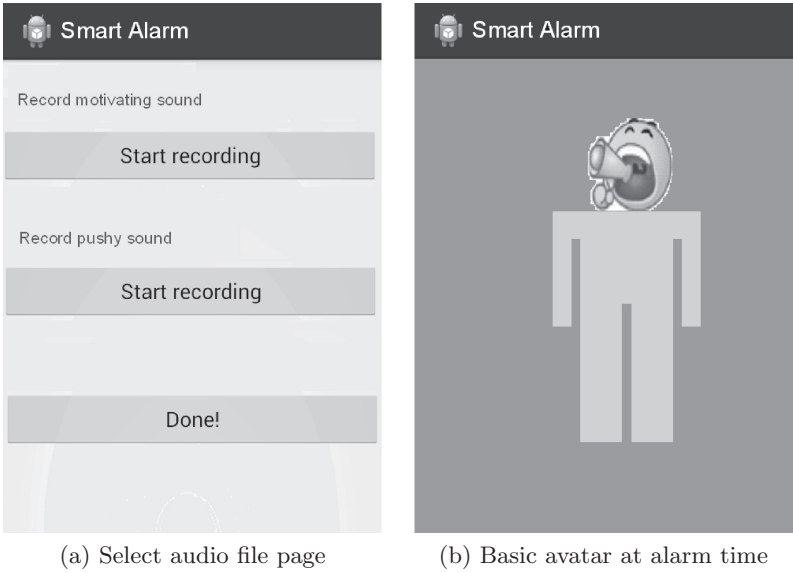 Smart Alarm
Record motivating sound
Start recording
Record pushy sound
Start recording
Done!
(a) Select audio file page
Smart Alarm
(b) Basic avatar at alarm time